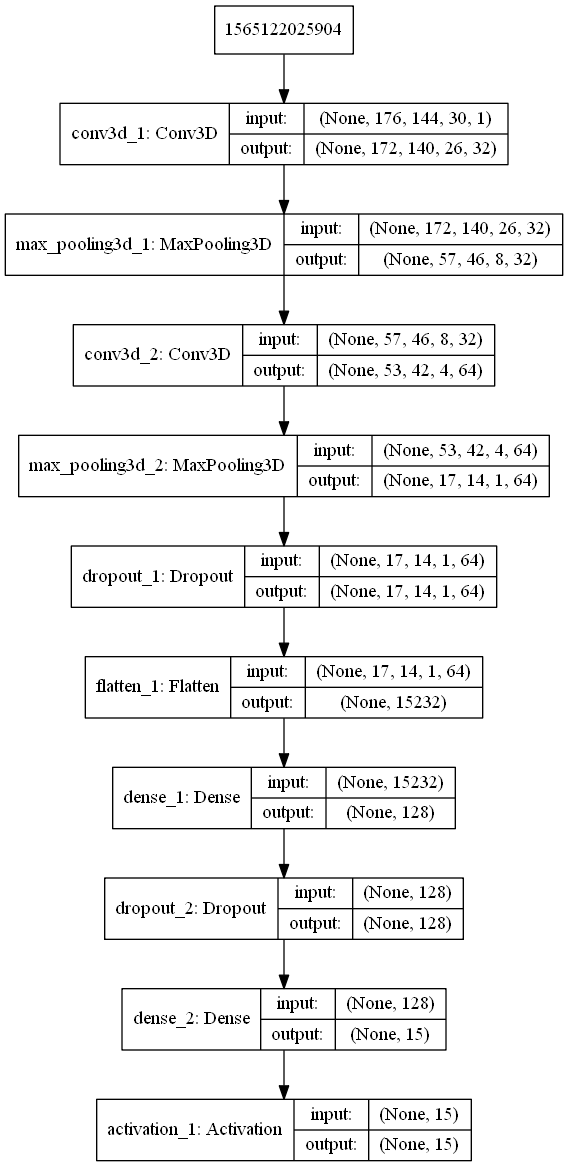 1565122025904
conv3d_1: Conv3D
input: (None, 176, 144, 30, 1)
output: (None, 172, 140, 26, 32)
max_pooling3d_1: MaxPooling3D
input: (None, 172, 140, 26, 32)
output: (None, 57, 46, 8, 32)
conv3d_2: Conv3D
input: (None, 57, 46, 8, 32)
output: (None, 53, 42, 4, 64)
max_pooling3d_2: MaxPooling3D
input: (None, 53, 42, 4, 64)
output: (None, 17, 14, 1, 64)
dropout_1: Dropout
input: (None, 17, 14, 1, 64)
output: (None, 17, 14, 1, 64)
flatten_1: Flatten
input: (None, 17, 14, 1, 64)
output: (None, 15232)
dense_1: Dense
input: (None, 15232)
output: (None, 128)
dropout_2: Dropout
input: (None, 128)
output: (None, 128)
dense_2: Dense
input: (None, 128)
output: (None, 15)
activation_1: Activation
input: (None, 15)
output: (None, 15)